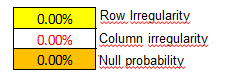 0.00% Row Irregularity
0.00% Column irregularity
0.00% Null probability